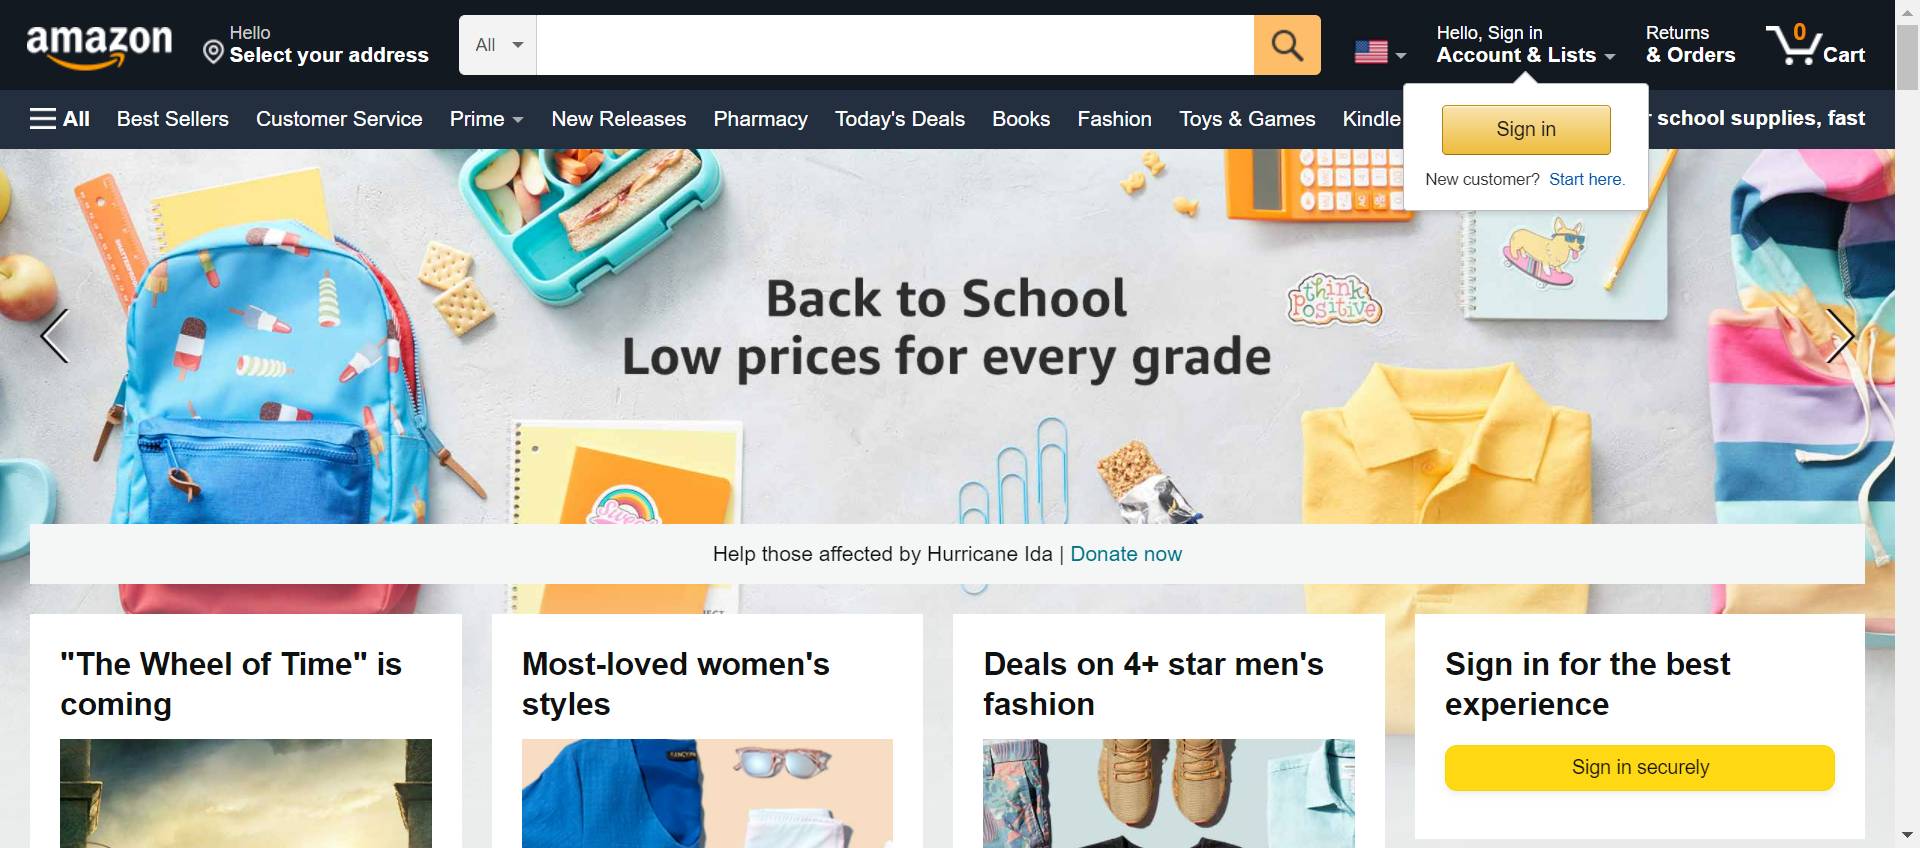 amazon
Hello
Select your address
All
Hello, Sign in
Account & Lists
Returns
& Orders
0
Cart
All
Best Sellers
Customer Service
Prime
New Releases
Pharmacy
Today's Deals
Books
Fashion
Toys & Games
Kindle
school supplies, fast
Sign in
New customer? Start here.
think
positive
Back to School
Low prices for every grade
Help those affected by Hurricane Ida | Donate now
"The Wheel of Time" is
coming
Most-loved women's
styles
Deals on 4+ star men's
fashion
Sign in for the best
experience
Sign in securely